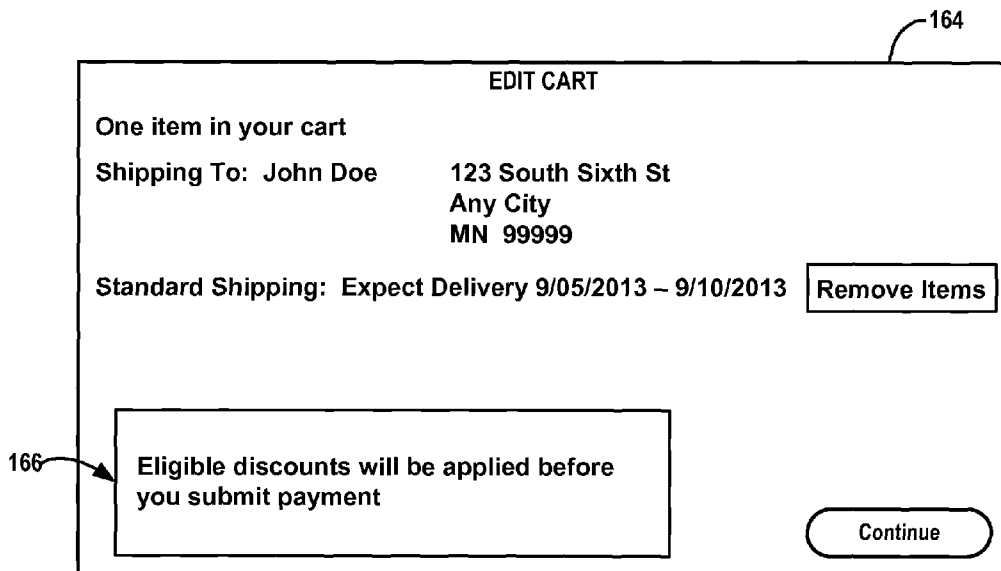 164
EDIT CART
One item in your cart
Shipping To: John Doe 123 South Sixth St
Any City
MN 99999
Standard Shipping: Expect Delivery 9/05/2013 – 9/10/2013 Remove Items
166
Eligible discounts will be applied before
you submit payment
Continue